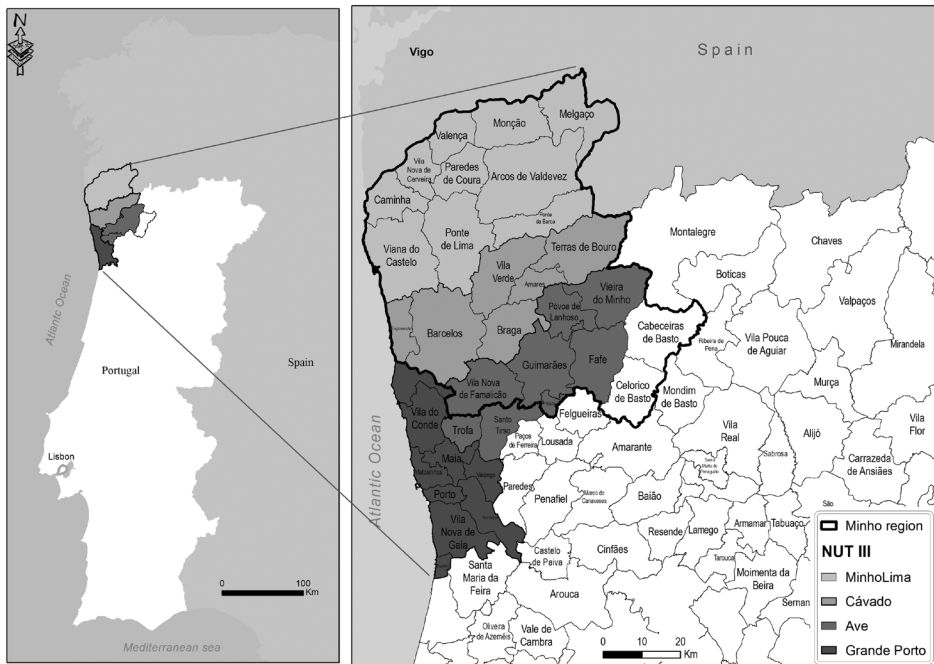 N
Atlantc Ocean
Portugal
Spain
Lisbon
0 100
Km
Mediterranean sea
Vigo
Spain
Melgaço
Monção
Valença
Vila
Nova de
Cerveira
Paredes
de Coura
Arcos de Valdevez
Caminha
Ponte
da Barca
Viana do
Castelo
Ponte
de Lima
Terras de Bouro
Montalegre
Chaves
Vila
Verde
Amares
Vieira
do Minho
Boticas
Valpaços
Póvoa de
Lanhoso
Barcelos
Braga
Cabeceiras
de Basto
Ribeira de
Pena
Vila Pouca
de Aguiar
Mirandela
Guimarães
Fafe
Vila Nova
de Famalicão
Celorico
de Basto
Mondim
de Basto
Murça
Vila do
Conde
Trofa
Santo
Tirso
Felgueiras
Paços
de Ferreira
Lousada
Amarante
Vila
Real
Alijó
Vila
Flor
Sabrosa
Maia
Valongo
Carrazeda
de Ansiães
Atlantic Ocean
Matosinhos
Paredes
Porto
Penafiel
Marco de
Canaveses
Baião
São
Vila
Nova de
Gaia
Resende
Lamego
Armamar
Tabuaço
Castelo
de Paiva
Cinfães
Tarouca
Santa
Maria da
Feira
Moimenta da
Beira
Arouca
Sernan
Oliveira
de Azeméis
Vale de
Cambra
0 10 20
Km
Minho region
NUT III
MinhoLima
Cávado
Ave
Grande Porto